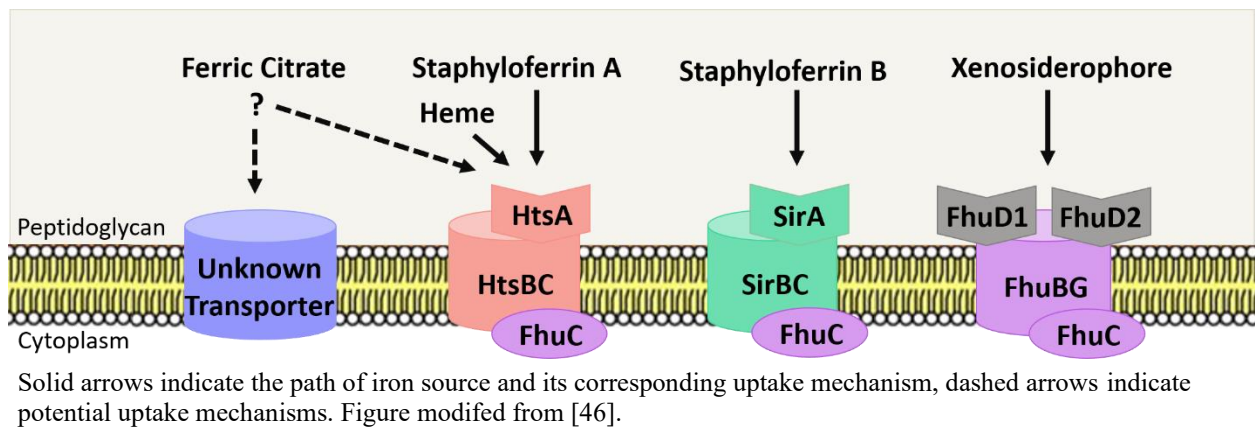 Ferric Citrate
?
Staphyloferrin A
Heme
Staphyloferrin B
Xenosiderophore
Peptidoglycan
HtsA
SirA
FhuD1
FhuD2
Unknown
Transporter
HtsBC
SirBC
FhuBG
Cytoplasm
FhuC
FhuC
FhuC
Solid arrows indicate the path of iron source and its corresponding uptake mechanism, dashed arrows indicate
potential uptake mechanisms. Figure modifed from [46].